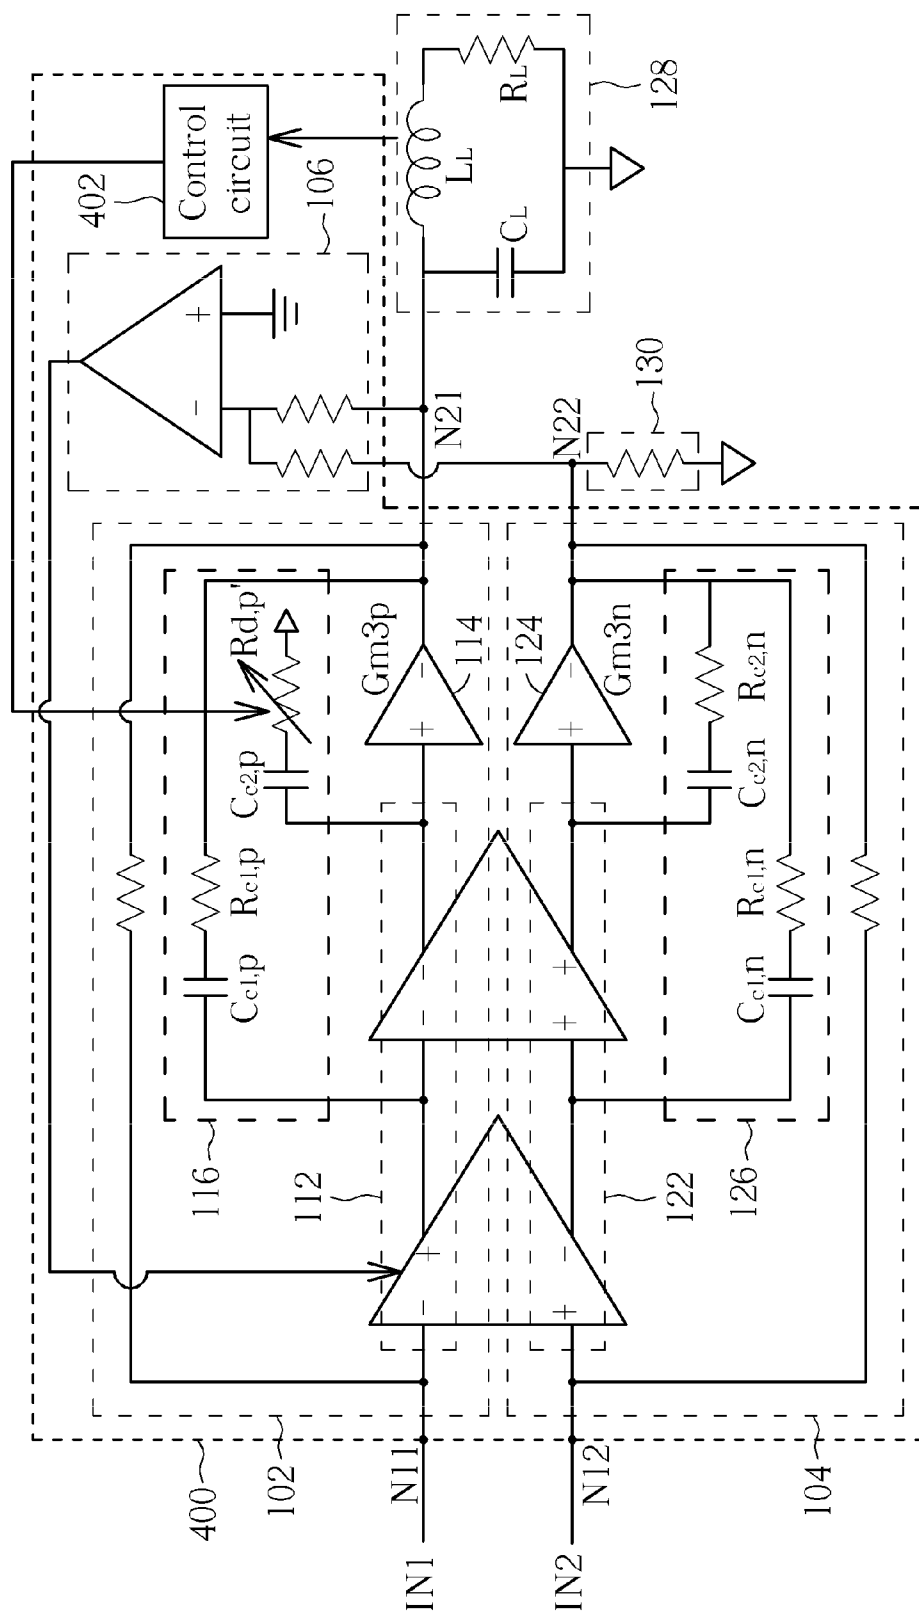 400
102
N11
IN1
IN2
N12
104
112
122
116
126
Cc1,p
Rc1,p
Cc2,p
Rd,p'
Gm3p
114
124
Gm3n
Cc2,n
Rc2,n
Cc1,n
Rc1,n
N21
N22
130
106
402
Control
circuit
LL
RL
CL
128
+
-
- +
+ -
-
+
+ -
+ -
+ +